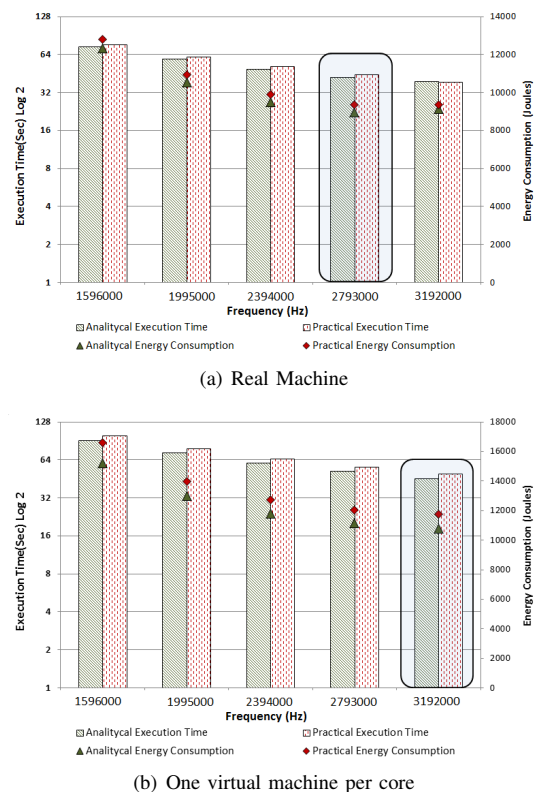 128
64
32
16
8
4
2
1
Execution Time(Sec) Log 2
14000
12000
10000
8000
6000
4000
2000
0
Energy Consumption (Joules)
1596000 1995000 2394000 2793000 3192000
Frequency (Hz)
Analitycal Execution Time Practical Execution Time
Analitycal Energy Consumption Practical Energy Consumption
(a) Real Machine
128
64
32
16
8
4
2
1
Execution Time(Sec) Log 2
18000
16000
14000
12000
10000
8000
6000
4000
2000
0
Energy Consumption (Joules)
1596000 1995000 2394000 2793000 3192000
Frequency (Hz)
Analitycal Execution Time Practical Execution Time
Analitycal Energy Consumption Practical Energy Consumption
(b) One virtual machine per core